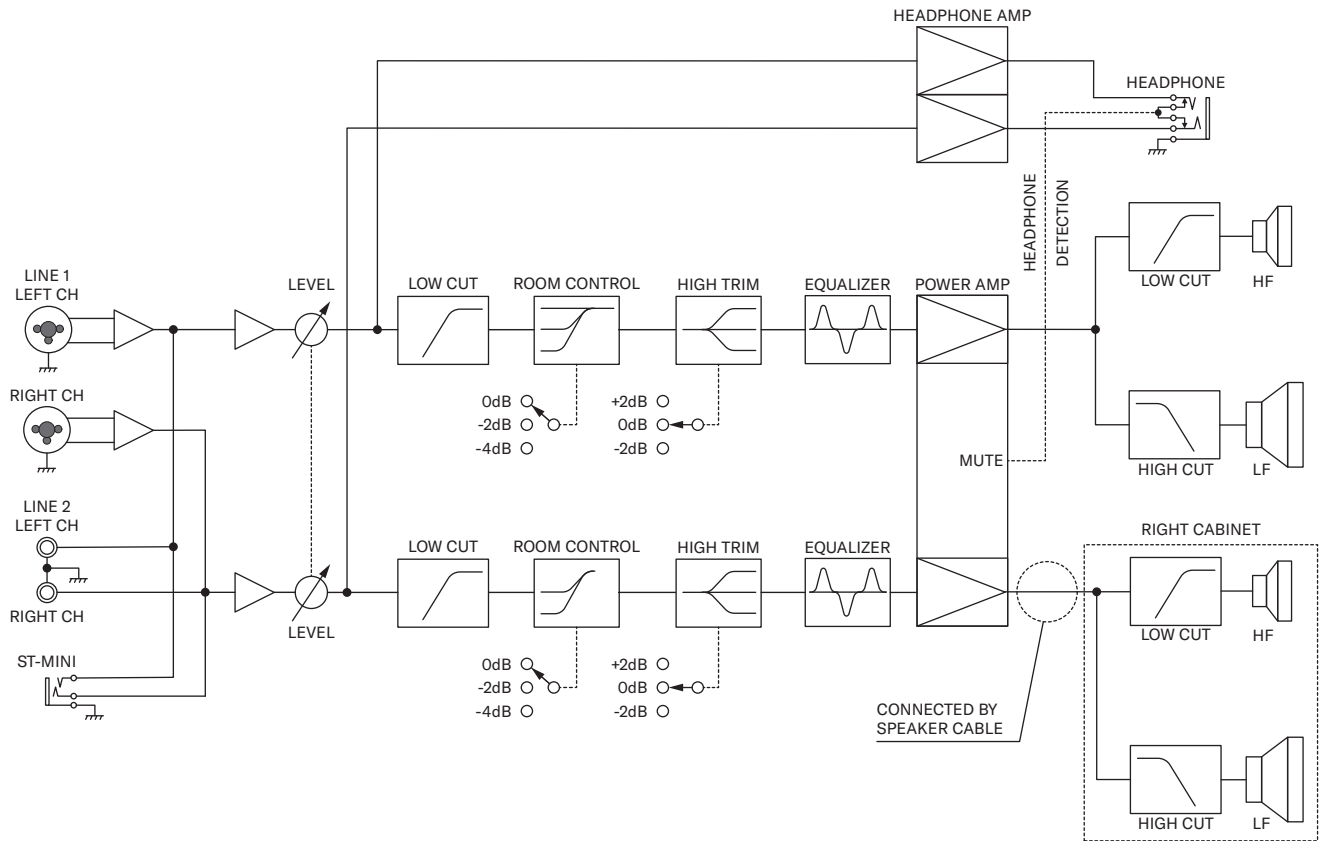 HEADPHONE AMP
HEADPHONE
HEADPHONE
DETECTION
LINE 1
LEFT CH
LEVEL
LOW CUT
ROOM CONTROL
HIGH TRIM
EQUALIZER
POWER AMP
LOW CUT
HF
RIGHT CH
0dB
-2dB
-4dB
+2dB
0dB
-2dB
MUTE
HIGH CUT
LF
LINE 2
LEFT CH
RIGHT CH
LEVEL
LOW CUT
ROOM CONTROL
HIGH TRIM
EQUALIZER
RIGHT CABINET
LOW CUT
HF
ST-MINI
0dB
-2dB
-4dB
+2dB
0dB
-2dB
CONNECTED BY
SPEAKER CABLE
HIGH CUT
LF